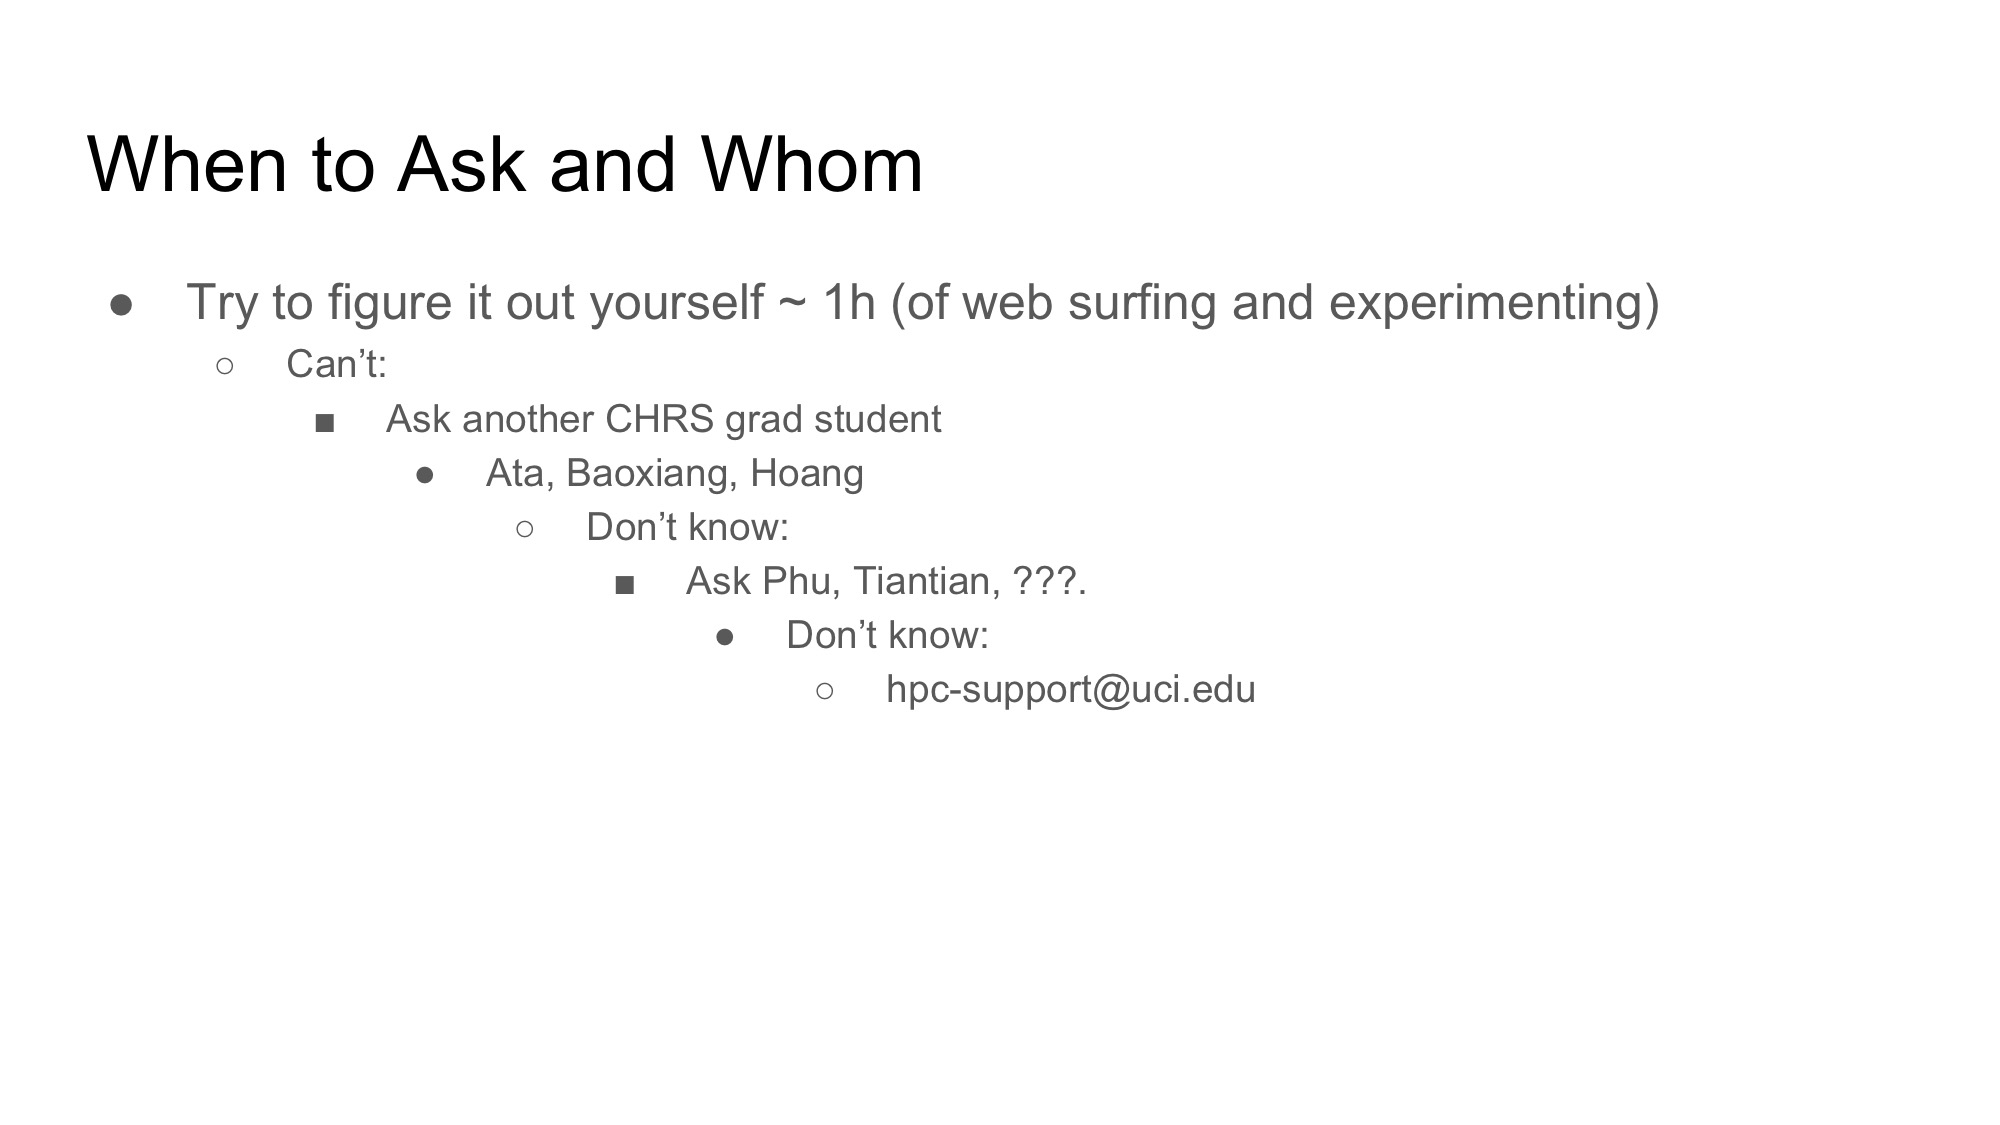 When to Ask and Whom
● Try to figure it out yourself ~ 1h (of web surfing and experimenting)
○ Can’t:
■ Ask another CHRS grad student
● Ata, Baoxiang, Hoang
○ Don’t know:
■ Ask Phu, Tiantian, ???.
● Don’t know:
○ hpc-support@uci.edu